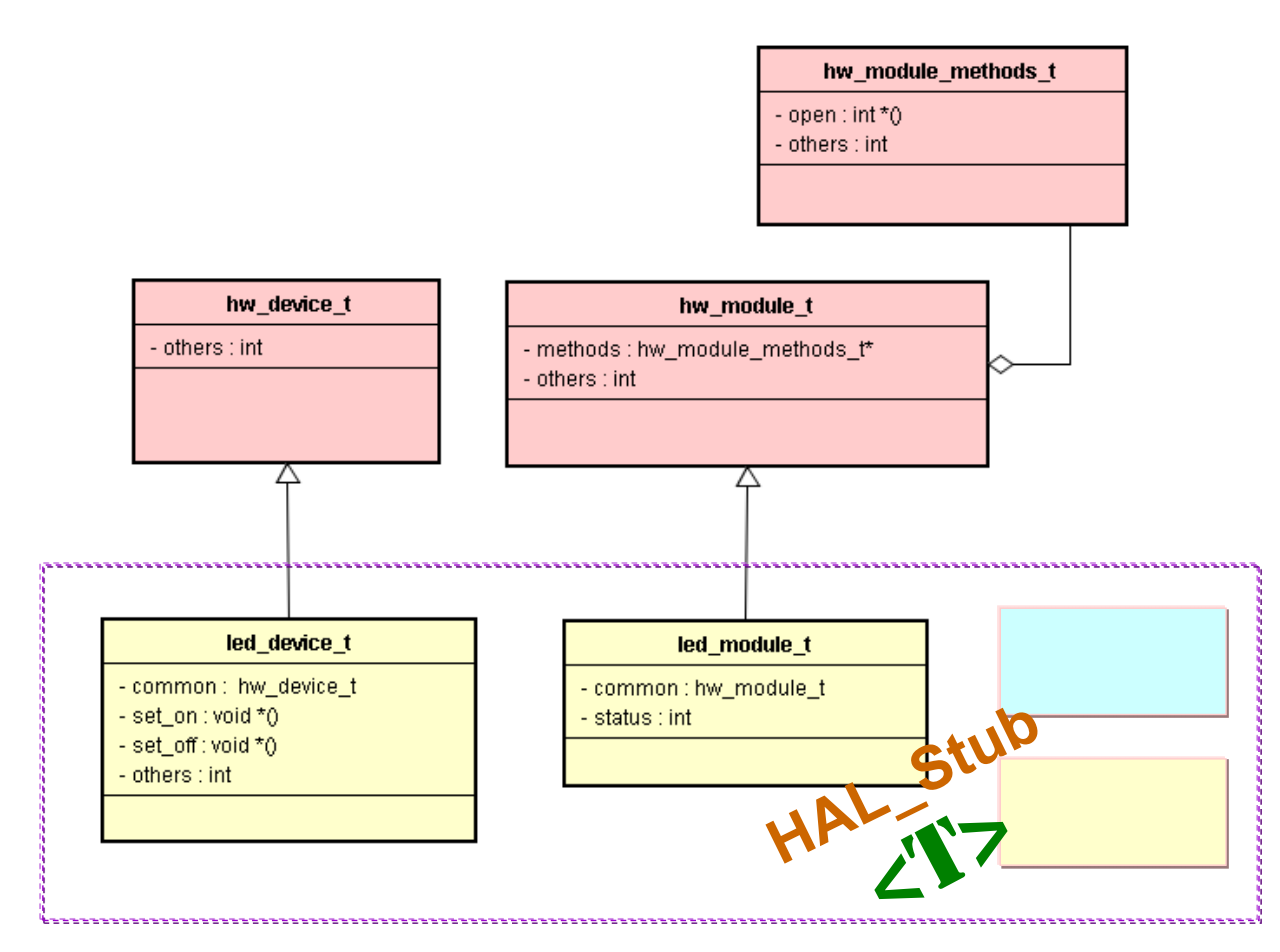 hw_module_methods_t
- open : int *()
- others : int
hw_device_t
- others : int
hw_module_t
- methods : hw_module_methods_t*
- others : int
led_device_t
- common :  hw_device_t
- set_on : void *()
- set_off : void *()
- others : int
led_module_t
- common : hw_module_t
- status : int
HAL_Stub
<T>